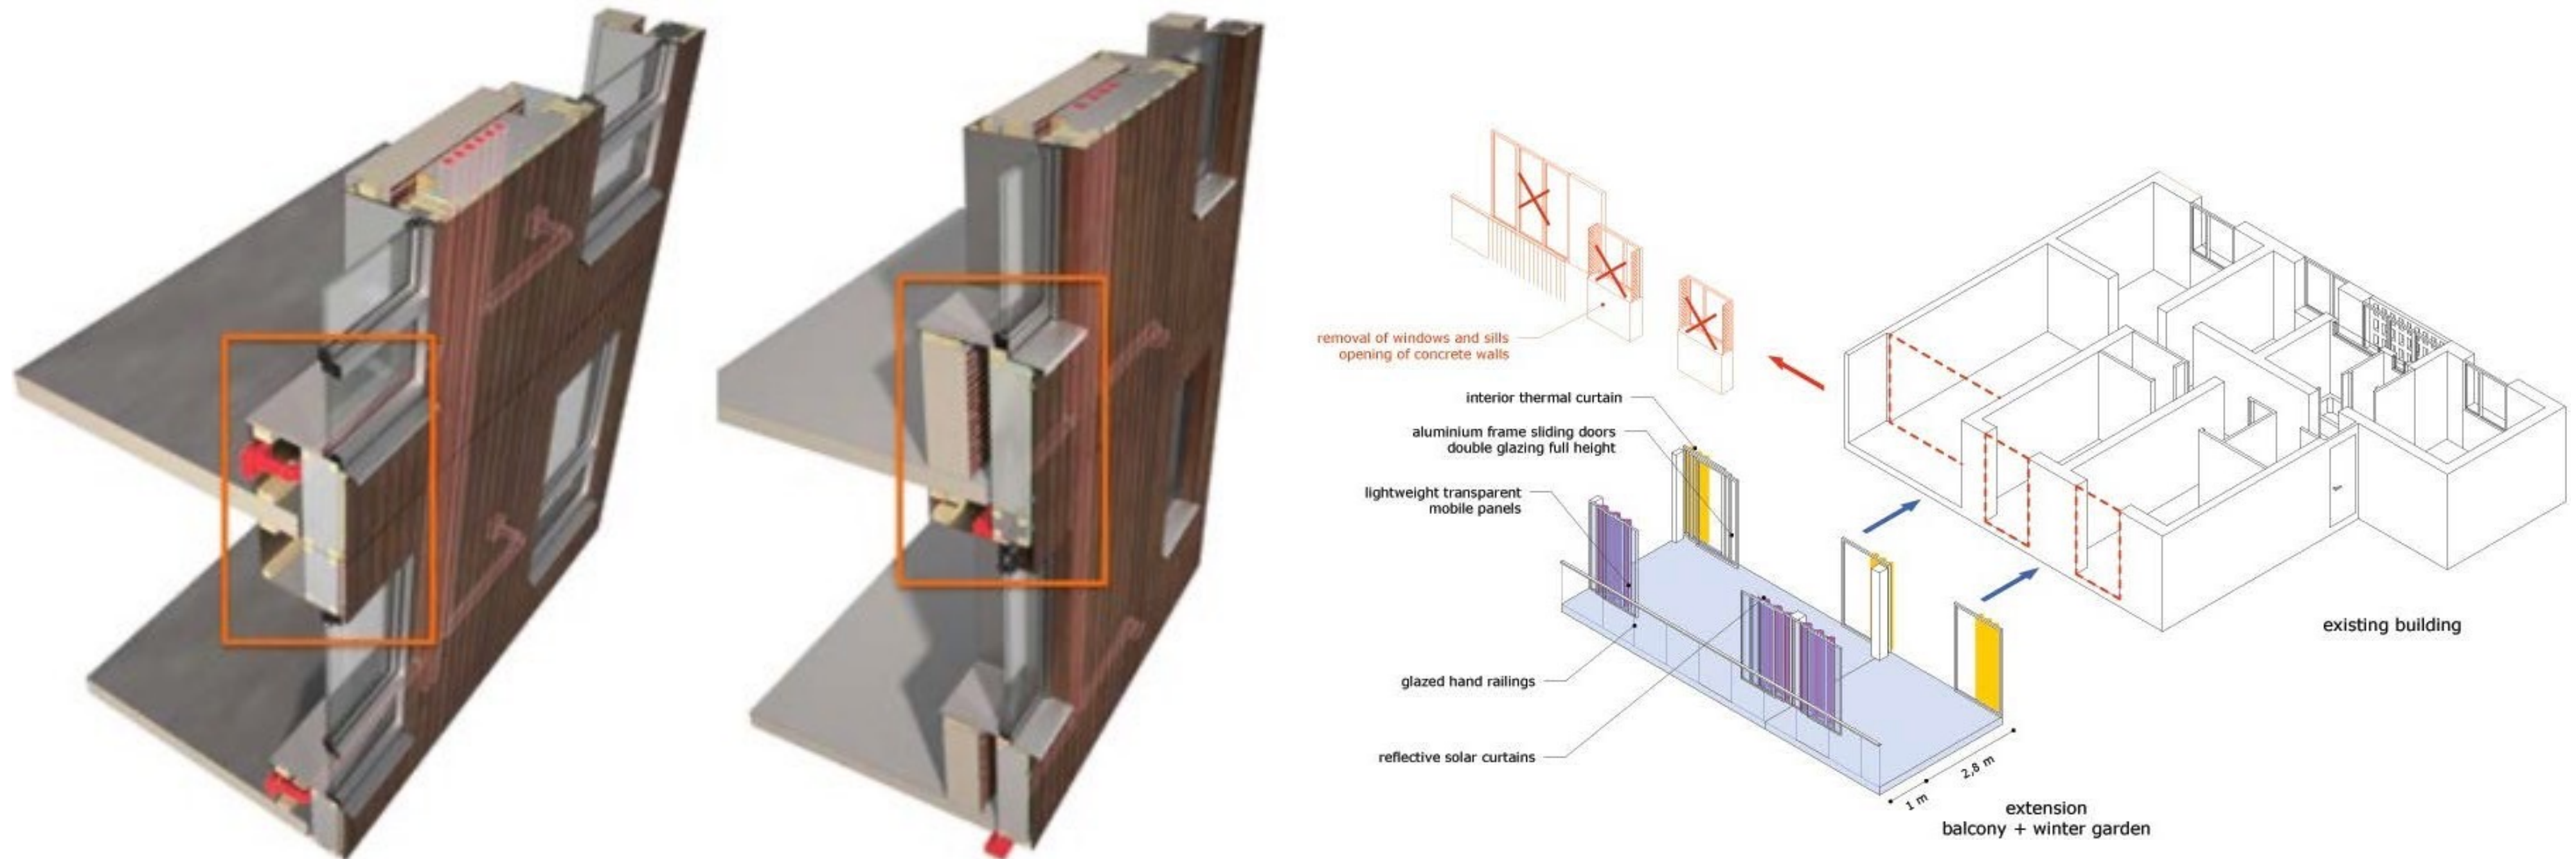 removal of windows and sills
opening of concrete walls
interior thermal curtain
aluminium frame sliding doors
double glazing full height
lightweight transparent
mobile panels
glazed hand railings
reflective solar curtains
existing building
2,8 m
1 m
extension
balcony + winter garden